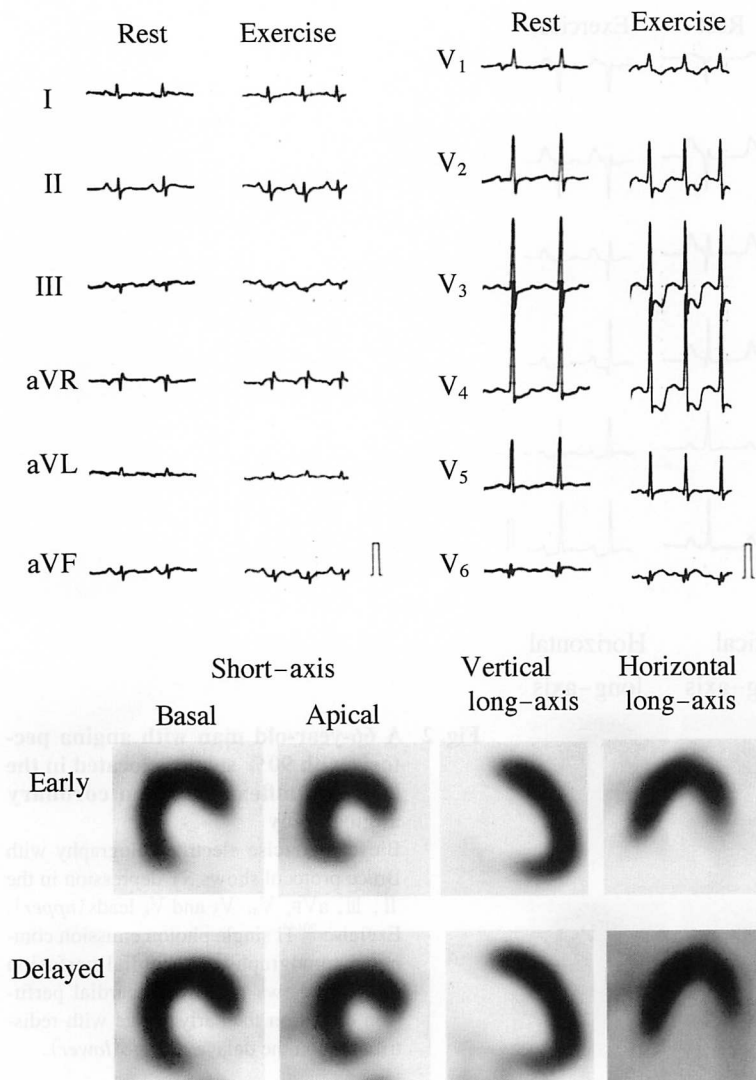 Rest Exercise
I
II
III
aVR
aVL
aVF
Rest Exercise
V1
V2
V3
V4
V5
V6
Short-axis
Basal Apical
Vertical
long-axis
Horizontal
long-axis
Early
Delayed